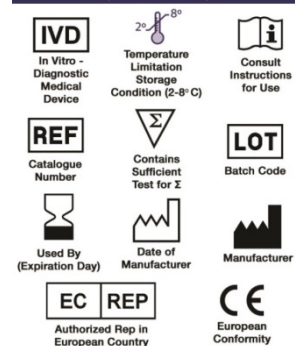 IVD
In Vitro -
Diagnostic
Medical
Device
2° 8°
Temperature
Limitation
Storage
Condition (2-8° C)
i
Consult
Instructions
for Use
REF
Catalogue
Number
Σ
Contains
Sufficient
Test for Σ
LOT
Batch Code
Used By
(Expiration Day)
Date of
Manufacturer
Manufacturer
EC REP
Authorized Rep in
European Country
CE
European
Conformity